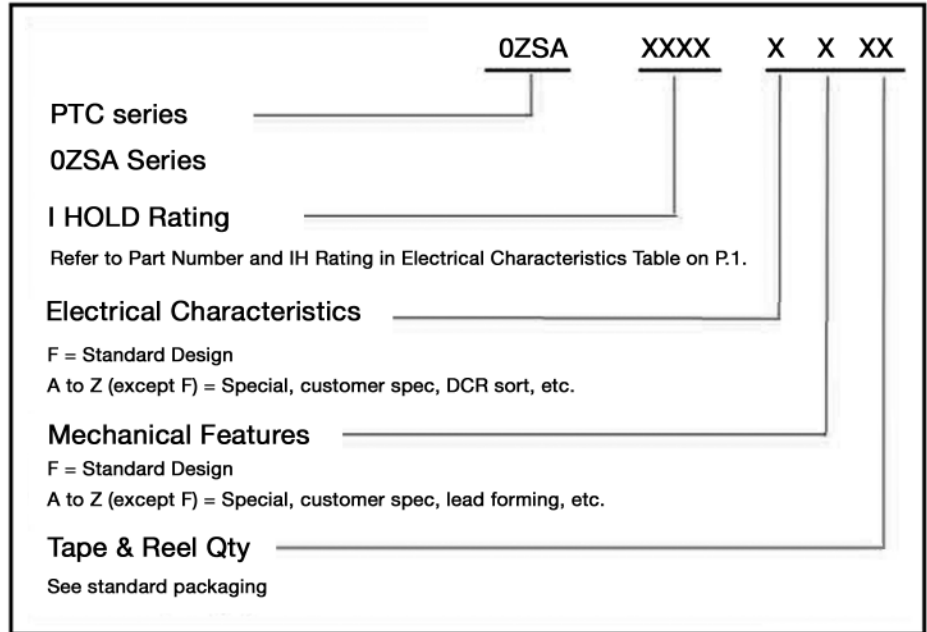 0ZSA XXXX X X XX
PTC series
0ZSA Series
I HOLD Rating
Refer to Part Number and IH Rating in Electrical Characteristics Table on P.1.
Electrical Characteristics
F = Standard Design
A to Z (except F) = Special, customer spec, DCR sort, etc.
Mechanical Features
F = Standard Design
A to Z (except F) = Special, customer spec, lead forming, etc.
Tape & Reel Qty
See standard packaging